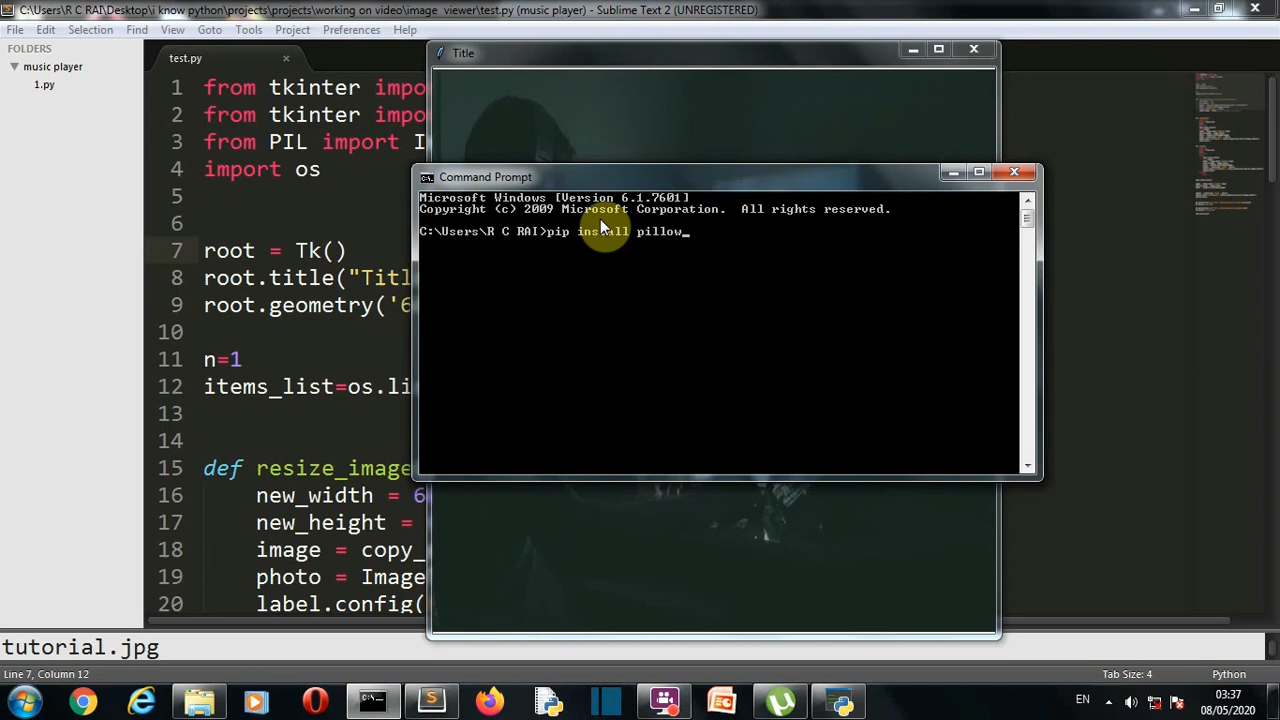 C:\Users\R C RAI\Desktop\i know python\projects\projects\working on video\image_viewer\test.py (music player) - Sublime Text 2 (UNREGISTERED)
File Edit Selection Find View Goto Tools Project Preferences Help
FOLDERS
music player
1.py
test.py
1 from tkinter impo
2 from tkinter impo
3 from PIL import I
4 import os
5
6
7 root = Tk()
8 root.title("Titl
9 root.geometry('6
10
11 n=1
12 items_list=os.li
13
14
15 def resize_image
16 new_width = 6
17 new_height =
18 image = copy_
19 photo = Imag
20 label.config(
Title
Command Prompt
Microsoft Windows [Version 6.1.7601]
Copyright (c) 2009 Microsoft Corporation. All rights reserved.
C:\Users\R C RAI>pip install pillow_
tutorial.jpg
Line 7, Column 12
Tab Size: 4
Python
EN
03:37
08/05/2020